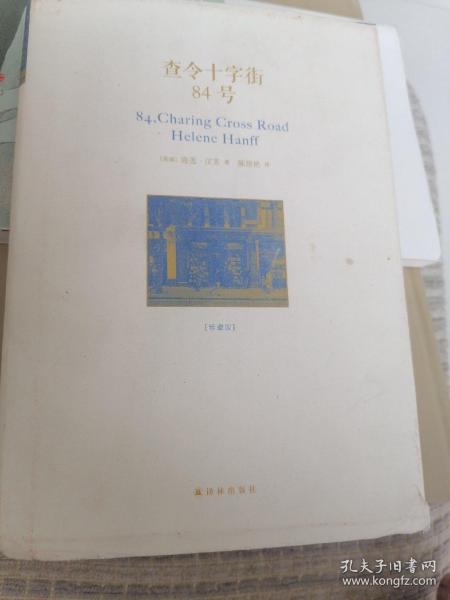 查令十字街
84号
84, Charing Cross Road
Helene Hanff
[美国] 海莲·汉芙 著 陈建铭 译
[珍藏版]
译林出版社
孔夫子旧书网
www.kongfz.com